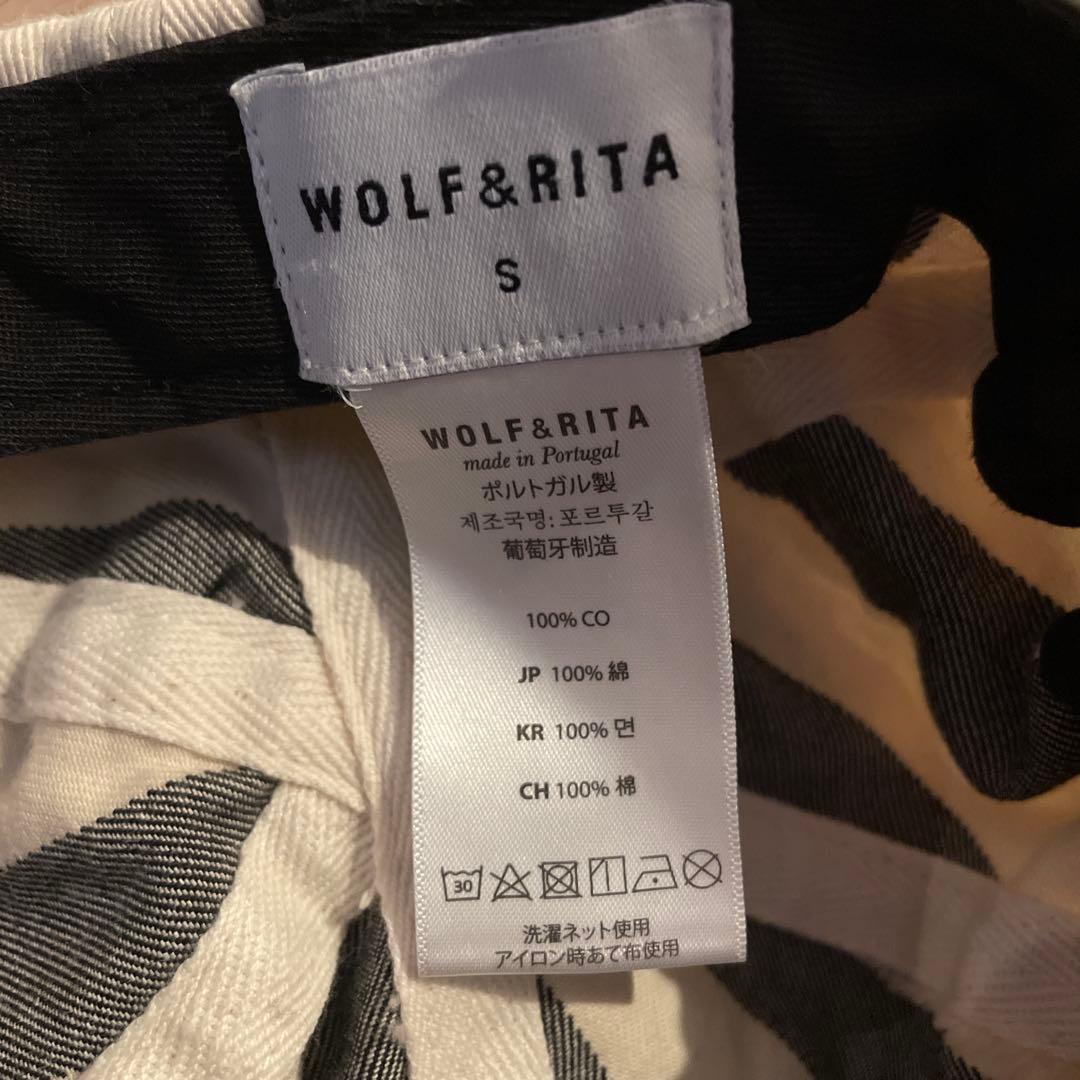 WOLF&RITA
S
WOLF&RITA
made in Portugal
ポルトガル製
제조국명: 포르투갈
葡萄牙制造
100% CO
JP 100% 綿
KR 100% 면
CH 100% 棉
30
洗濯ネット使用
アイロン時あて布使用